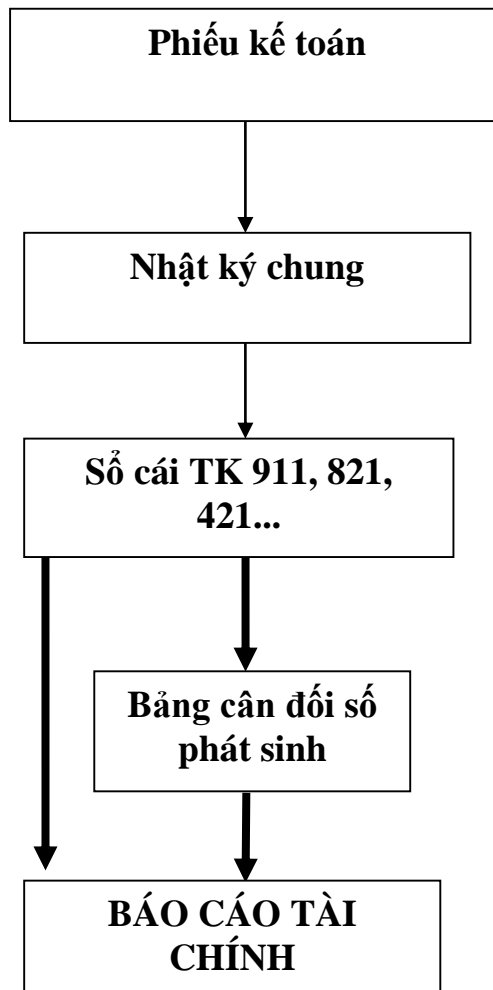 Phiếu kế toán
Nhật ký chung
Sổ cái TK 911, 821,
421...
Bảng cân đối số
phát sinh
BÁO CÁO TÀI
CHÍNH